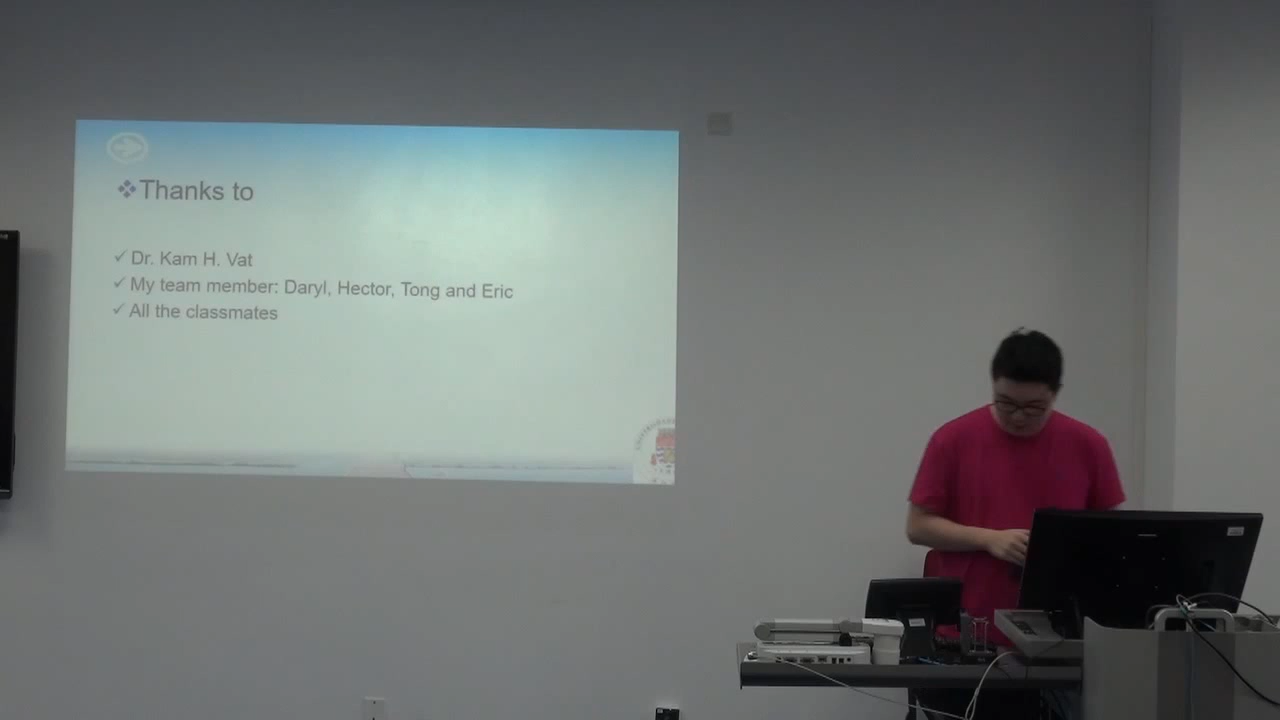 Thanks to
Dr. Kam H. Vat
My team member: Daryl, Hector, Tong and Eric
All the classmates